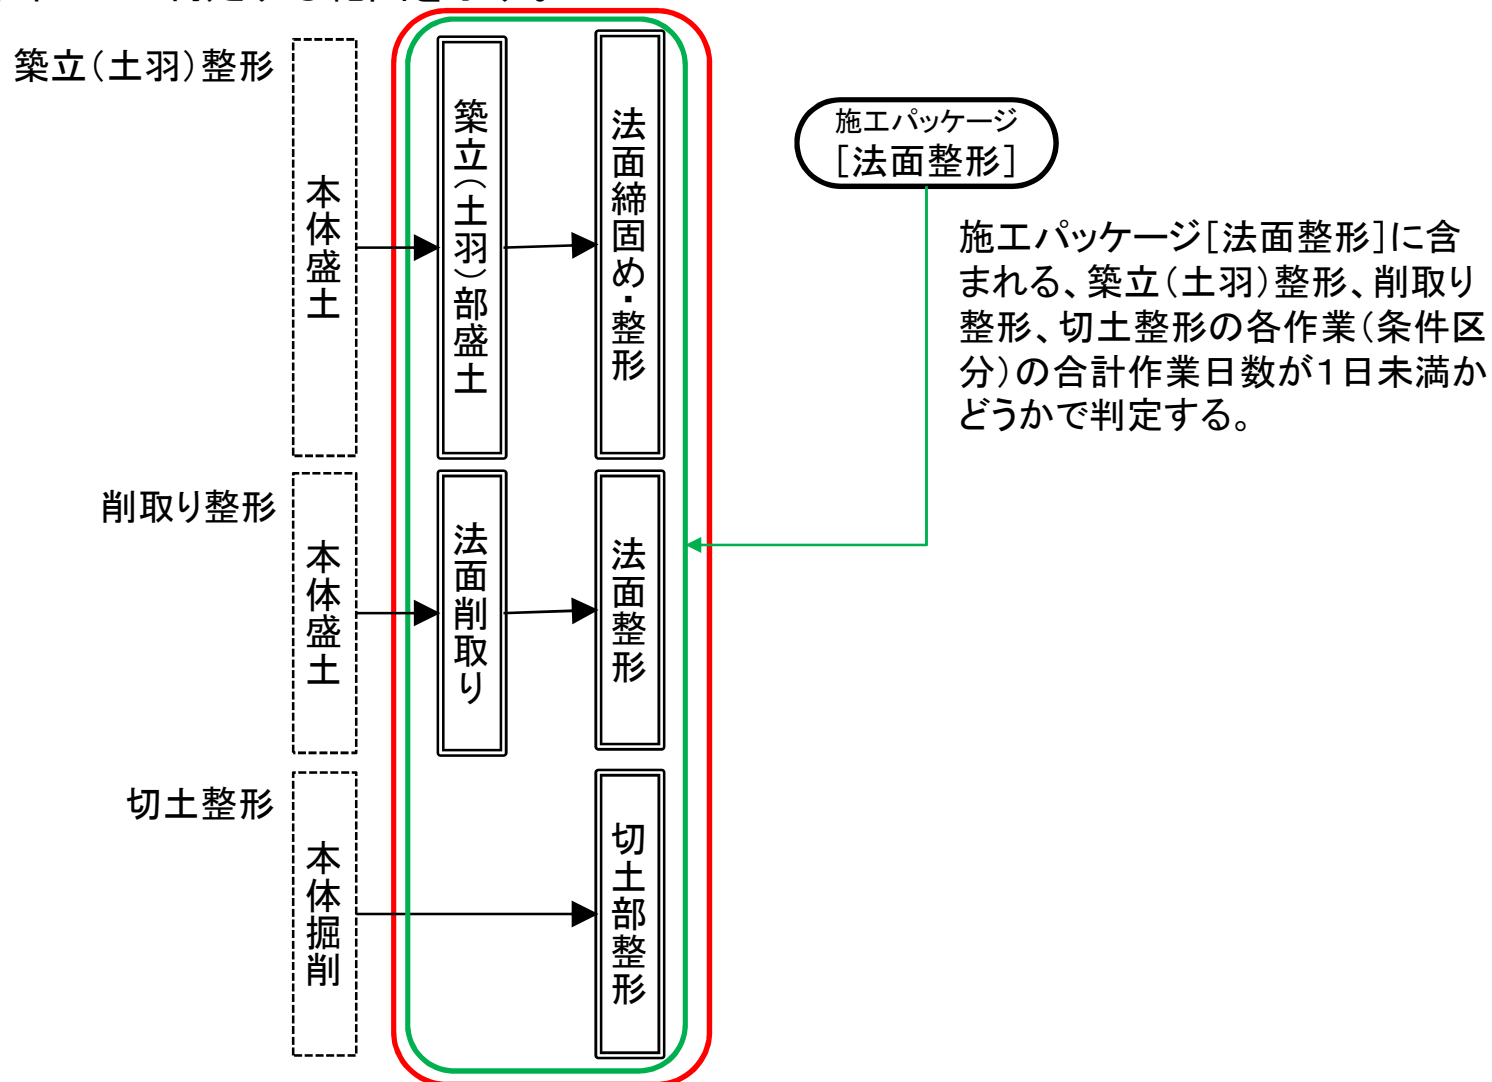 築立（土羽）整形
本体盛土
築立（土羽）部盛土
法面締固め・整形
施工パッケージ
［法面整形］
施工パッケージ［法面整形］に含
まれる、築立（土羽）整形、削取り
整形、切土整形の各作業（条件区
分）の合計作業日数が１日未満か
どうかで判定する。
削取り整形
本体盛土
法面削取り
法面整形
切土整形
本体掘削
切土部整形